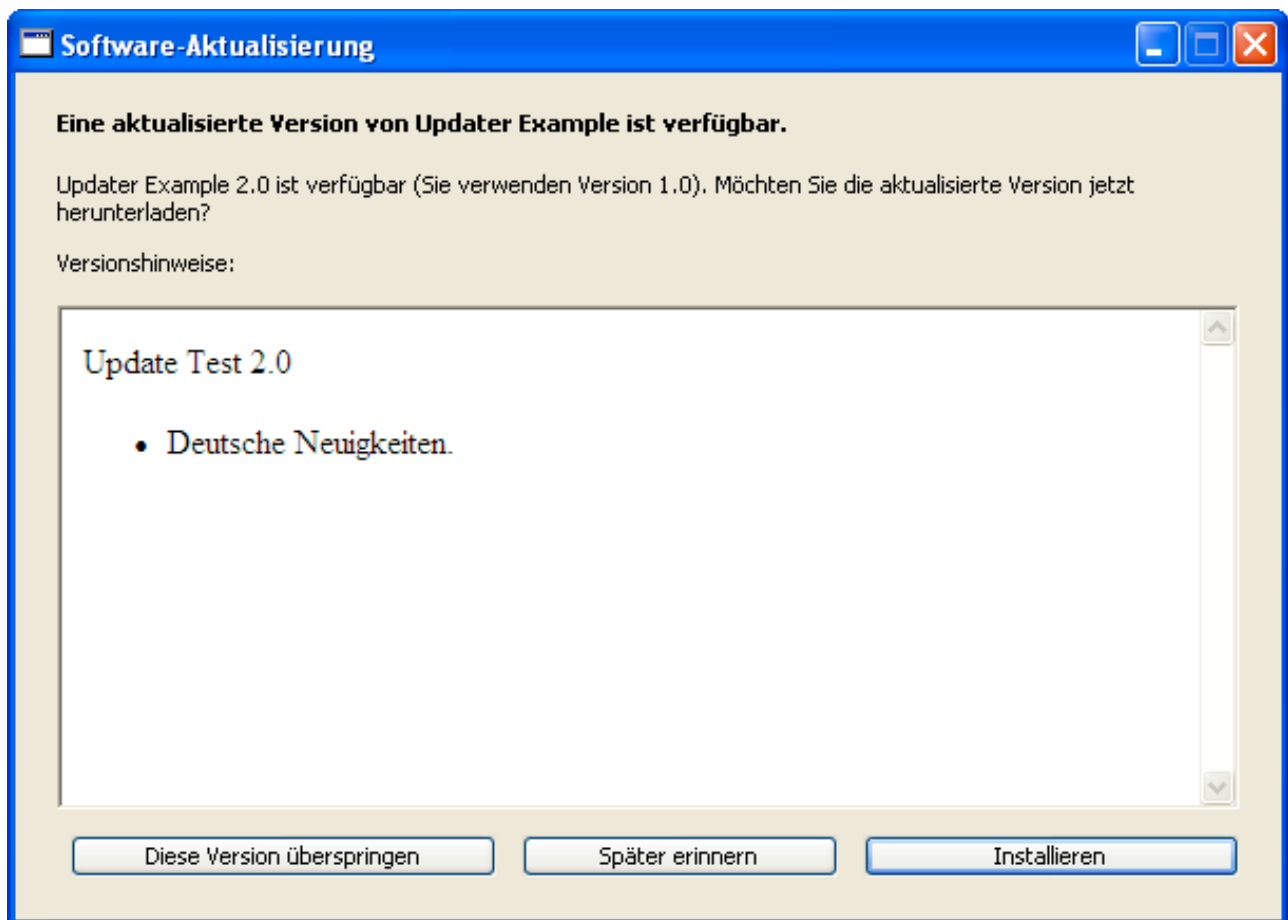 Software-Aktualisierung
Eine aktualisierte Version von Updater Example ist verfügbar.
Updater Example 2.0 ist verfügbar (Sie verwenden Version 1.0). Möchten Sie die aktualisierte Version jetzt
herunterladen?
Versionshinweise:
Update Test 2.0
• Deutsche Neuigkeiten.
Diese Version überspringen
Später erinnern
Installieren